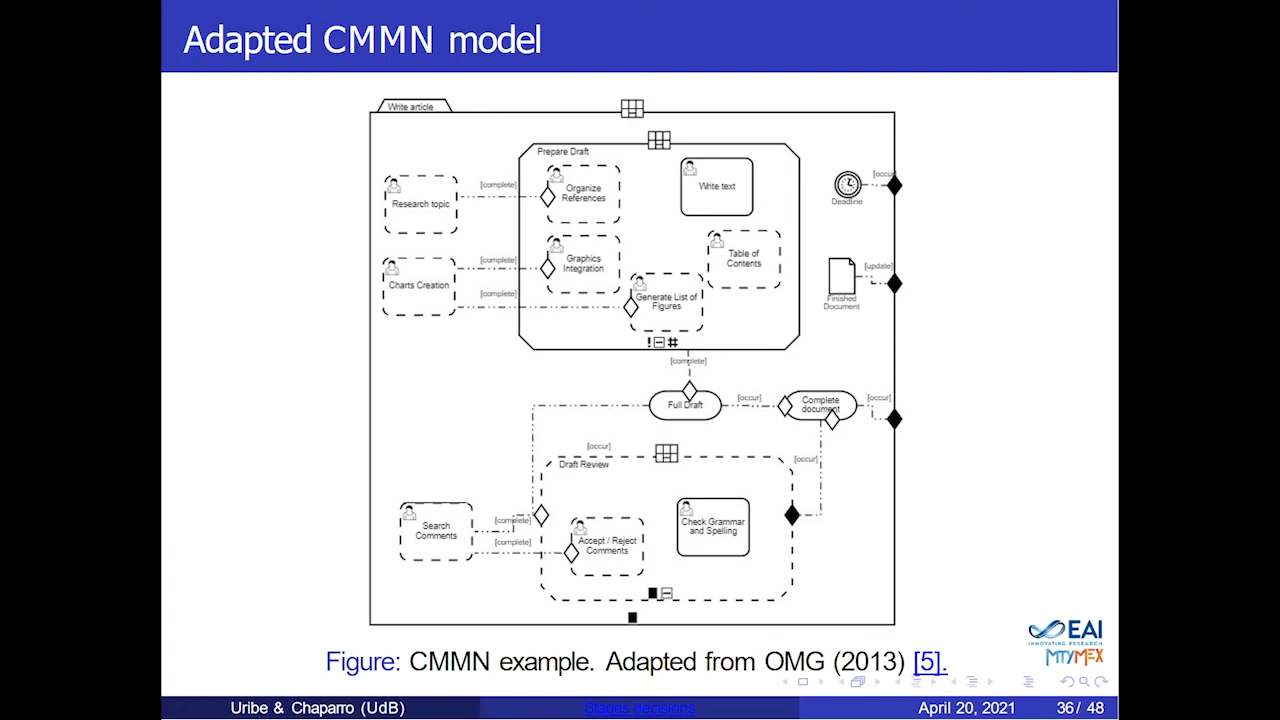 Adapted CMMN model
Write article
Prepare Draft
Research topic
[complete]
Organize
References
Write text
[occur]
Deadline
Charts Creation
[complete]
[complete]
Graphics
Integration
Generate List of
Figures
Table of
Contents
[update]
Finished
Document
! #
[complete]
Full Draft
[occur]
Complete
document
[occur]
[occur]
Draft Review
[occur]
Search
Comments
[complete]
[complete]
Accept / Reject
Comments
Check Grammar
and Spelling
EAI
INNOVATING RESEARCH
MTYMEX
Figure: CMMN example. Adapted from OMG (2013) [5].
Uribe & Chaparro (UdB)
Stages decisions
April 20, 2021
36 / 48